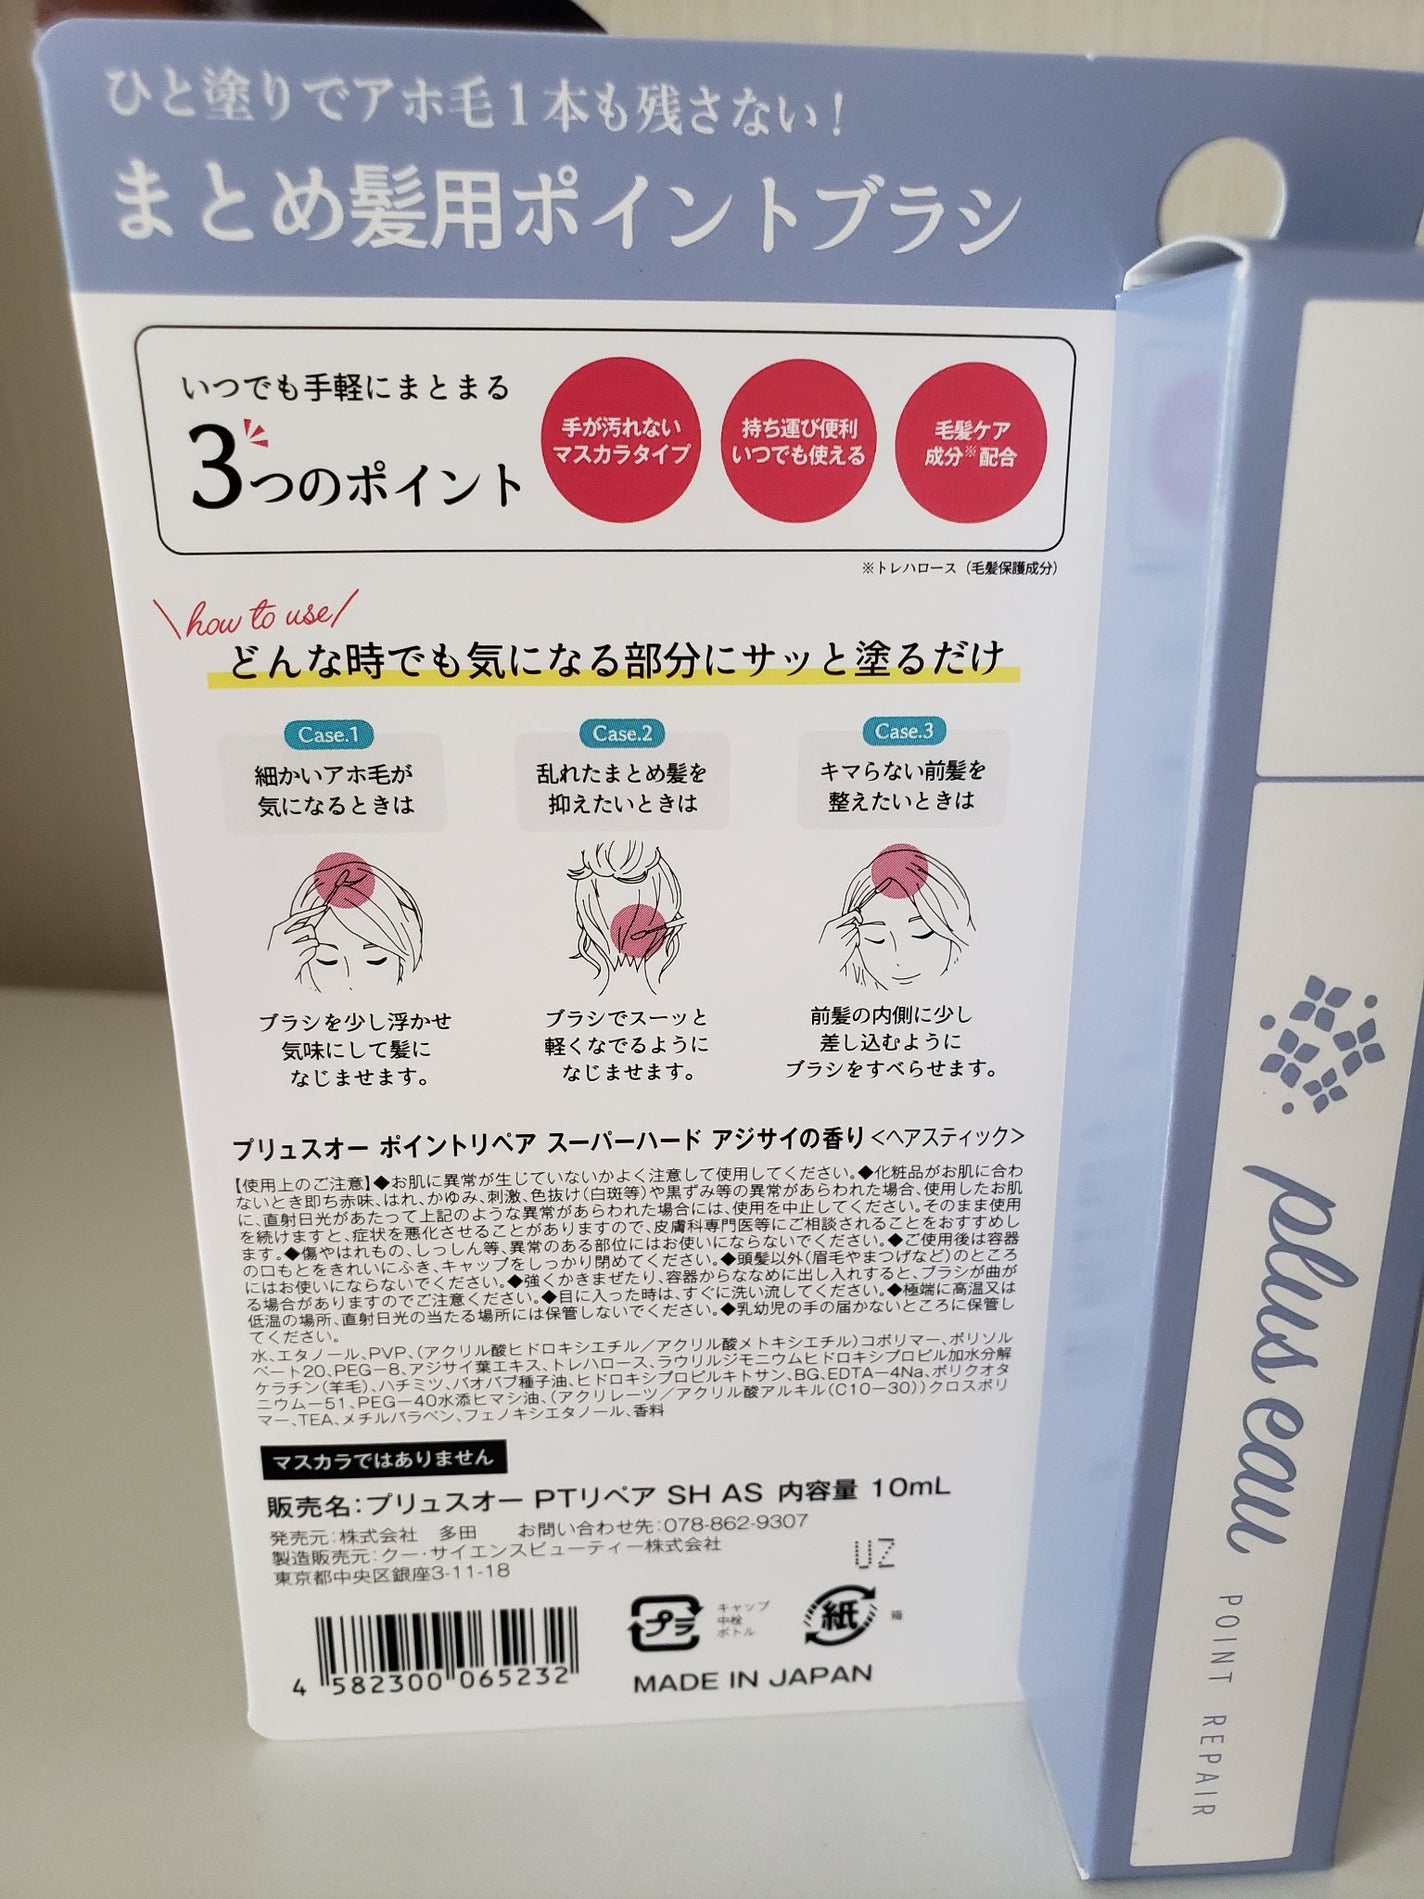 ひと塗りでアホ毛1本も残さない!
まとめ髪用ポイントブラシ
いつでも手軽にまとまる
3つのポイント
手が汚れない
マスカラタイプ
持ち運び便利
いつでも使える
毛髪ケア
成分※配合
※トレハロース（毛髪保護成分）
how to use
どんな時でも気になる部分にサッと塗るだけ
Case.1
細かいアホ毛が
気になるときは
ブラシを少し浮かせ
気味にして髪に
なじませます。
Case.2
乱れたまとめ髪を
抑えたいときは
ブラシでスーッと
軽くなでるように
なじませます。
Case.3
キマらない前髪を
整えたいときは
前髪の内側に少し
差し込むように
ブラシをすべらせます。
プリュスオー ポイントリペア スーパーハード アジサイの香り<ヘアスティック>
【使用上のご注意】◆お肌に異常が生じていないかよく注意して使用してください。◆化粧品がお肌に合わ
ないとき即ち赤味、はれ、かゆみ、刺激、色抜け(白斑等)や黒ずみ等の異常があらわれた場合、使用したお肌
に、直射日光があたって上記のような異常があらわれた場合には、使用を中止してください。そのまま使用
を続けますと、症状を悪化させることがありますので、皮膚科専門医等にご相談されることをおすすめし
ます。◆傷やはれもの、しっしん等、異常のある部位にはお使いにならないでください。◆ご使用後は容器
の口もとをきれいにふき、キャップをしっかり閉めてください。◆頭髪以外(眉毛やまつげなど)のところ
にはお使いにならないでください。◆強くかきまぜたり、容器からななめに出し入れすると、ブラシが曲が
る場合がありますのでご注意ください。◆目に入った時は、すぐに洗い流してください。◆極端に高温又は
低温の場所、直射日光の当たる場所には保管しないでください。◆乳幼児の手の届かないところに保管し
てください。
水、エタノール、PVP、(アクリル酸ヒドロキシエチル/アクリル酸メトキシエチル)コポリマー、ポリソル
ベート20、PEG-8、アジサイ葉エキス、トレハロース、ラウリルジモニウムヒドロキシプロピル加水分解
ケラチン(羊毛)、ハチミツ、バオバブ種子油、ヒドロキシプロピルキトサン、BG、EDTA-4Na、ポリクオタ
ニウム-51、PEG-40水添ヒマシ油、(アクリレーツ/アクリル酸アルキル(C10-30))クロスポリ
マー、TEA、メチルパラベン、フェノキシエタノール、香料
マスカラではありません
販売名:プリュスオー PTリペア SH AS 内容量 10mL
発売元:株式会社 多田 お問い合わせ先:078-862-9307
製造販売元:クー・サイエンスビューティー株式会社
東京都中央区銀座3-11-18
UZ
4 582300 065232
プラ
キャップ
中栓
ボトル
紙
箱
MADE IN JAPAN
plus eau
POINT REPAIR